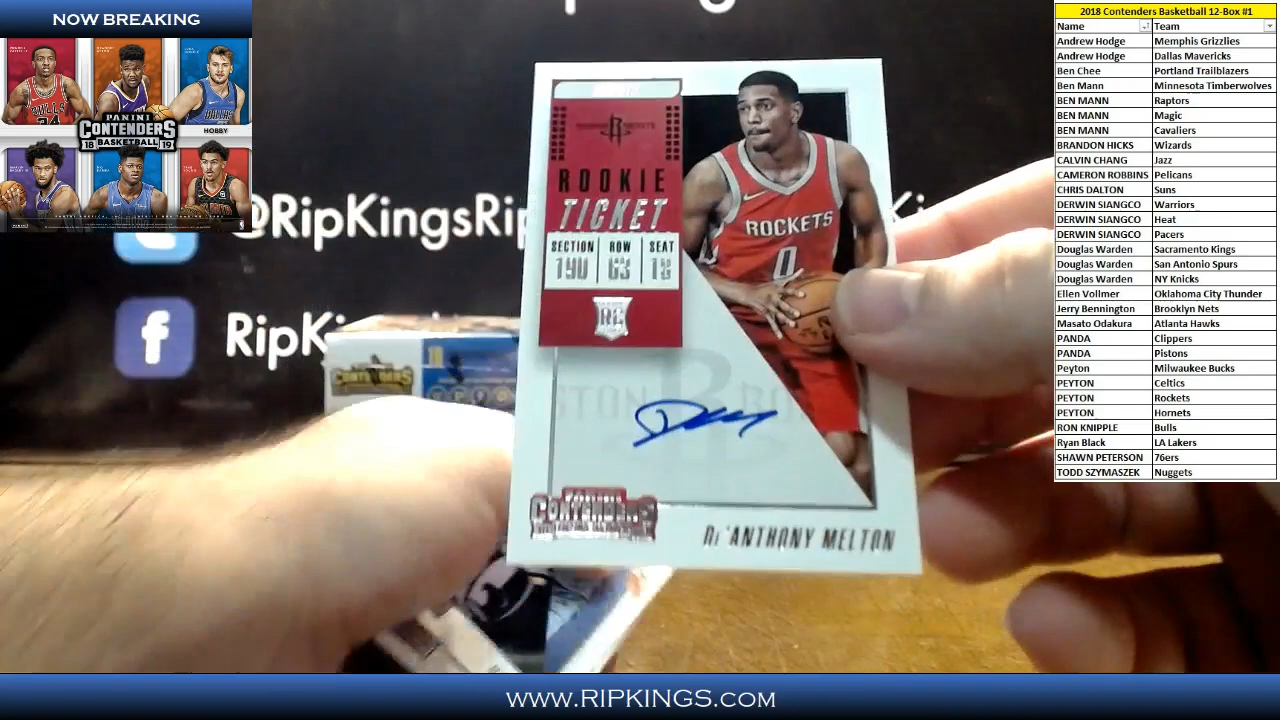 NOW BREAKING
PANINI
CONTENDERS
18 BASKETBALL 19
HOBBY
2018 Contenders Basketball 12-Box #1
Name Team
Andrew Hodge Memphis Grizzlies
Andrew Hodge Dallas Mavericks
Ben Chee Portland Trailblazers
Ben Mann Minnesota Timberwolves
BEN MANN Raptors
BEN MANN Magic
BEN MANN Cavaliers
BRANDON HICKS Wizards
CALVIN CHANG Jazz
CAMERON ROBBINS Pelicans
CHRIS DALTON Suns
DERWIN SIANGCO Warriors
DERWIN SIANGCO Heat
DERWIN SIANGCO Pacers
Douglas Warden Sacramento Kings
Douglas Warden San Antonio Spurs
Douglas Warden NY Knicks
Ellen Vollmer Oklahoma City Thunder
Jerry Bennington Brooklyn Nets
Masato Odakura Atlanta Hawks
PANDA Clippers
PANDA Pistons
Peyton Milwaukee Bucks
PEYTON Celtics
PEYTON Rockets
PEYTON Hornets
RON KNIPPLE Bulls
Ryan Black LA Lakers
SHAWN PETERSON 76ers
TODD SZYMASZEK Nuggets
@RipKingsRip
f RipKi
CONTENDERS
ROOKIE
TICKET
SECTION ROW SEAT
190 G3 18
RC
ROCKETS
0
PANINI
CONTENDERS
De'ANTHONY MELTON
WWW.RIPKINGS.COM